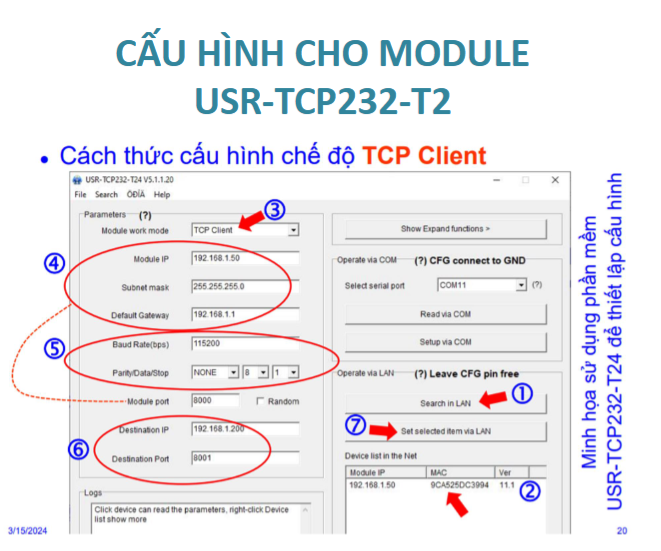 CẤU HÌNH CHO MODULE
USR-TCP232-T2
• Cách thức cấu hình chế độ TCP Client
USR-TCP232-T24 V5.1.1.20
File Search ÓÐÍÄ Help
Parameters (?)
③
Module work mode TCP Client
④
Module IP 192.168.1.50
Subnet mask 255.255.255.0
Default Gateway 192.168.1.1
⑤
Baud Rate(bps) 115200
Parity/Data/Stop NONE 8 1
Module port 8000 Random
⑥
Destination IP 192.168.1.200
Destination Port 8001
Logs
Click device can read the
parameters, right-click Device
list show more
Show Expand functions >
Operate via COM (?) CFG connect to GND
Select serial port COM11 (?)
Read via COM
Setup via COM
Operate via LAN (?) Leave CFG pin free
Search in LAN ①
⑦ Set selected item via LAN
Device list in the Net
Module IP MAC Ver
192.168.1.50 9CA525DC3994 11.1 ②
Minh họa sử dụng phần mềm
USR-TCP232-T24 để thiết lập cấu hình
3/15/2024
20